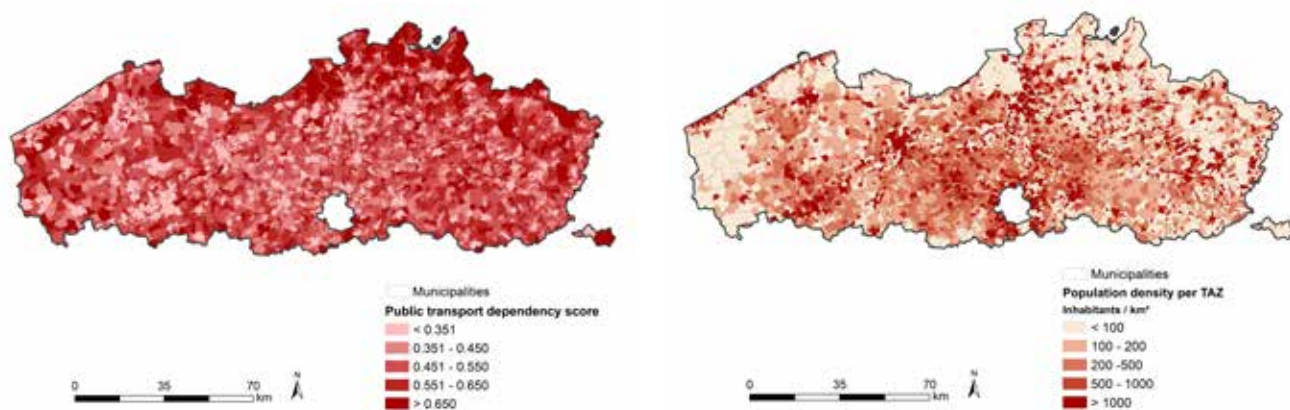 Municipalities
Public transport dependency score
< 0.351
0.351 - 0.450
0.451 - 0.550
0.551 - 0.650
> 0.650
0 35 70
km
N
Municipalities
Population density per TAZ
Inhabitants / km²
< 100
100 - 200
200 -500
500 - 1000
> 1000
0 35 70
km
N